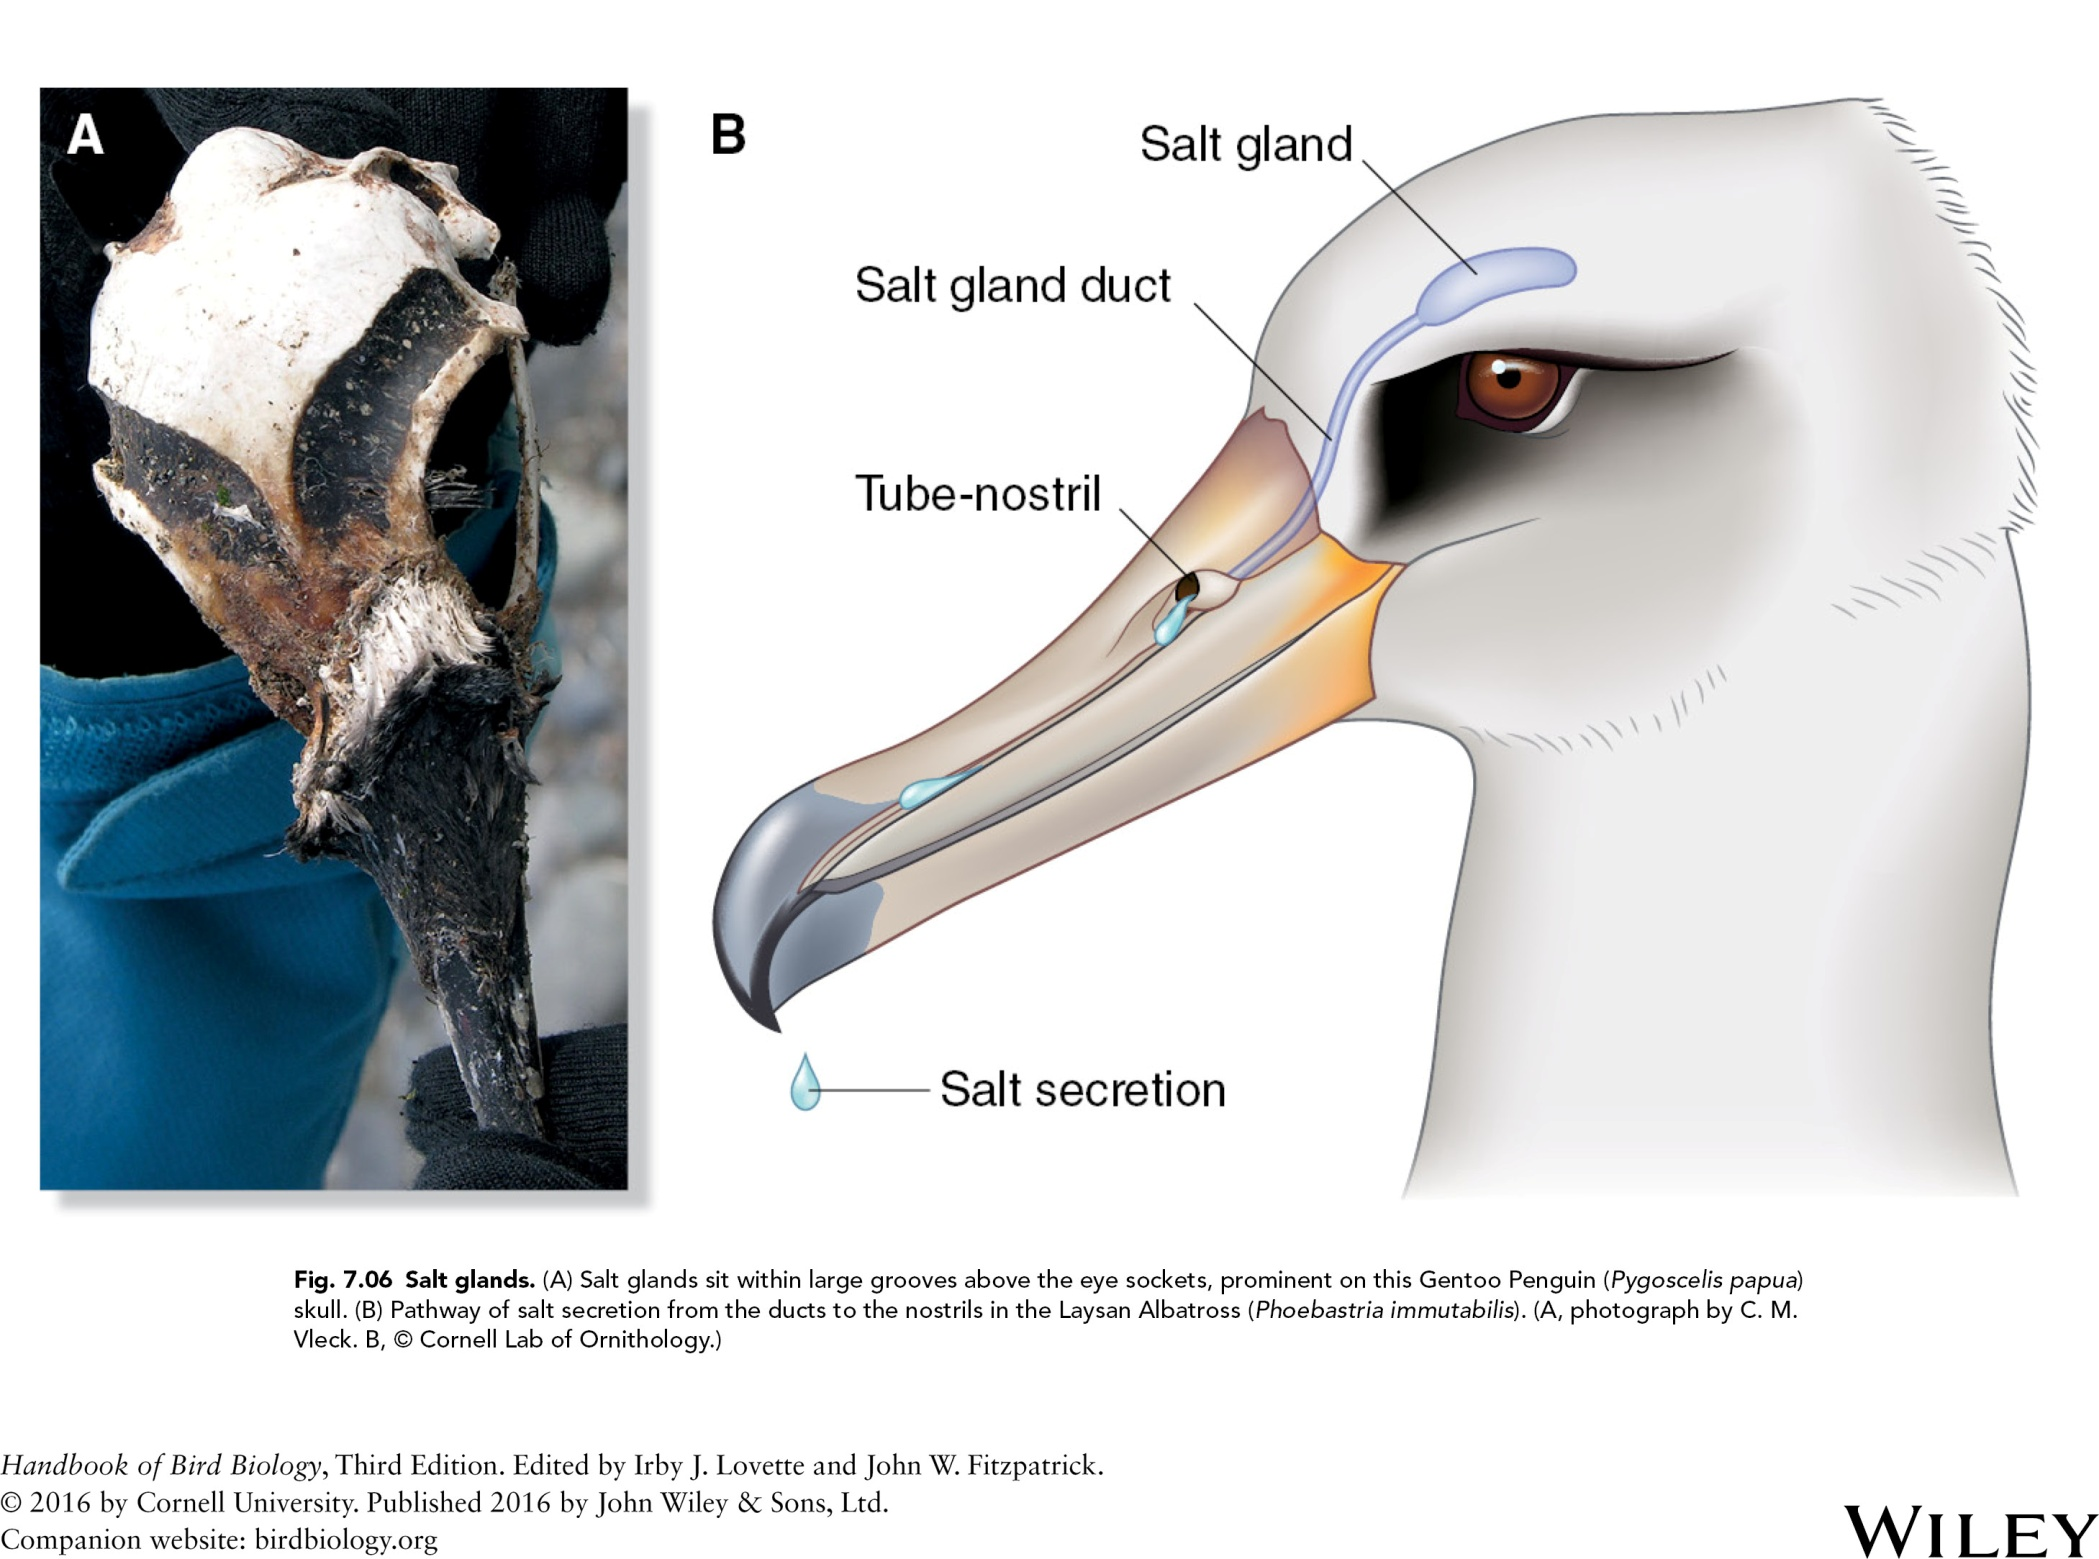 A
B
Salt gland
Salt gland duct
Tube-nostril
Salt secretion
Fig. 7.06 Salt glands. (A) Salt glands sit within large grooves above the eye sockets, prominent on this Gentoo Penguin (Pygoscelis papua)
skull. (B) Pathway of salt secretion from the ducts to the nostrils in the Laysan Albatross (Phoebastria immutabilis). (A, photograph by C. M.
Vleck. B, © Cornell Lab of Ornithology.)
Handbook of Bird Biology, Third Edition. Edited by Irby J. Lovette and John W. Fitzpatrick.
© 2016 by Cornell University. Published 2016 by John Wiley & Sons, Ltd.
Companion website: birdbiology.org
WILEY